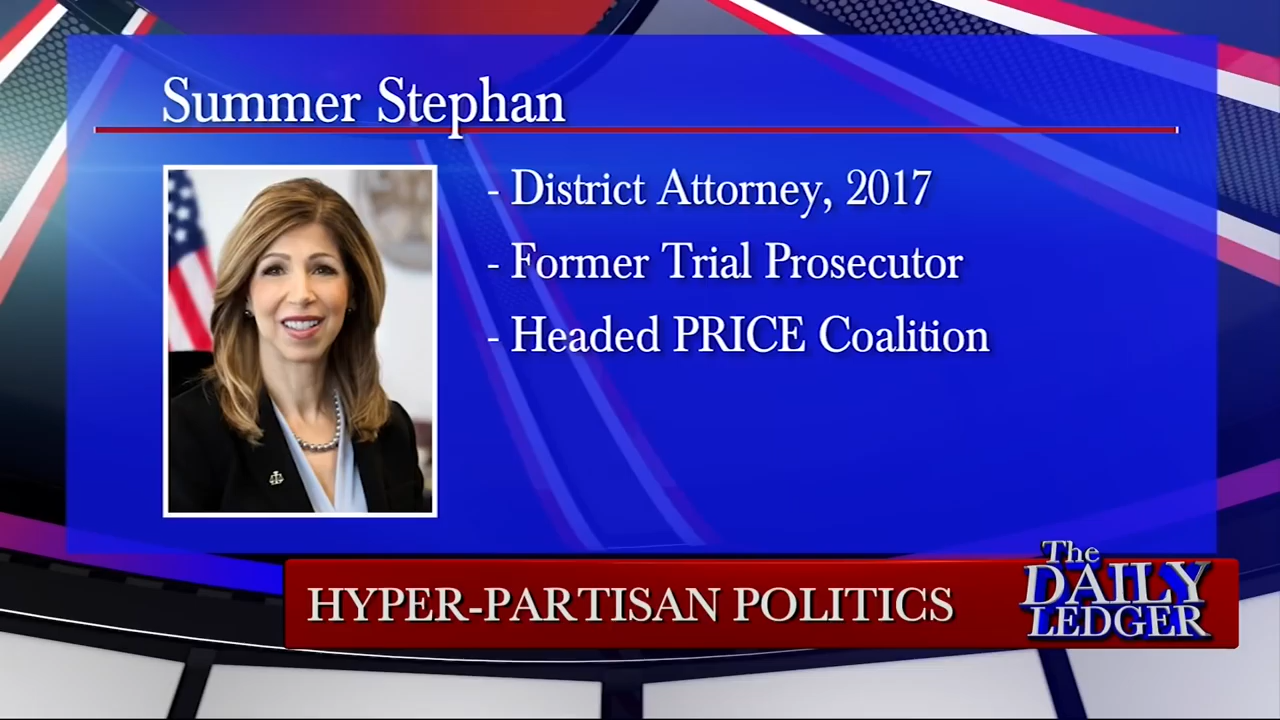 Summer Stephan
- District Attorney, 2017
- Former Trial Prosecutor
- Headed PRICE Coalition
HYPER-PARTISAN POLITICS
The
DAILY
LEDGER